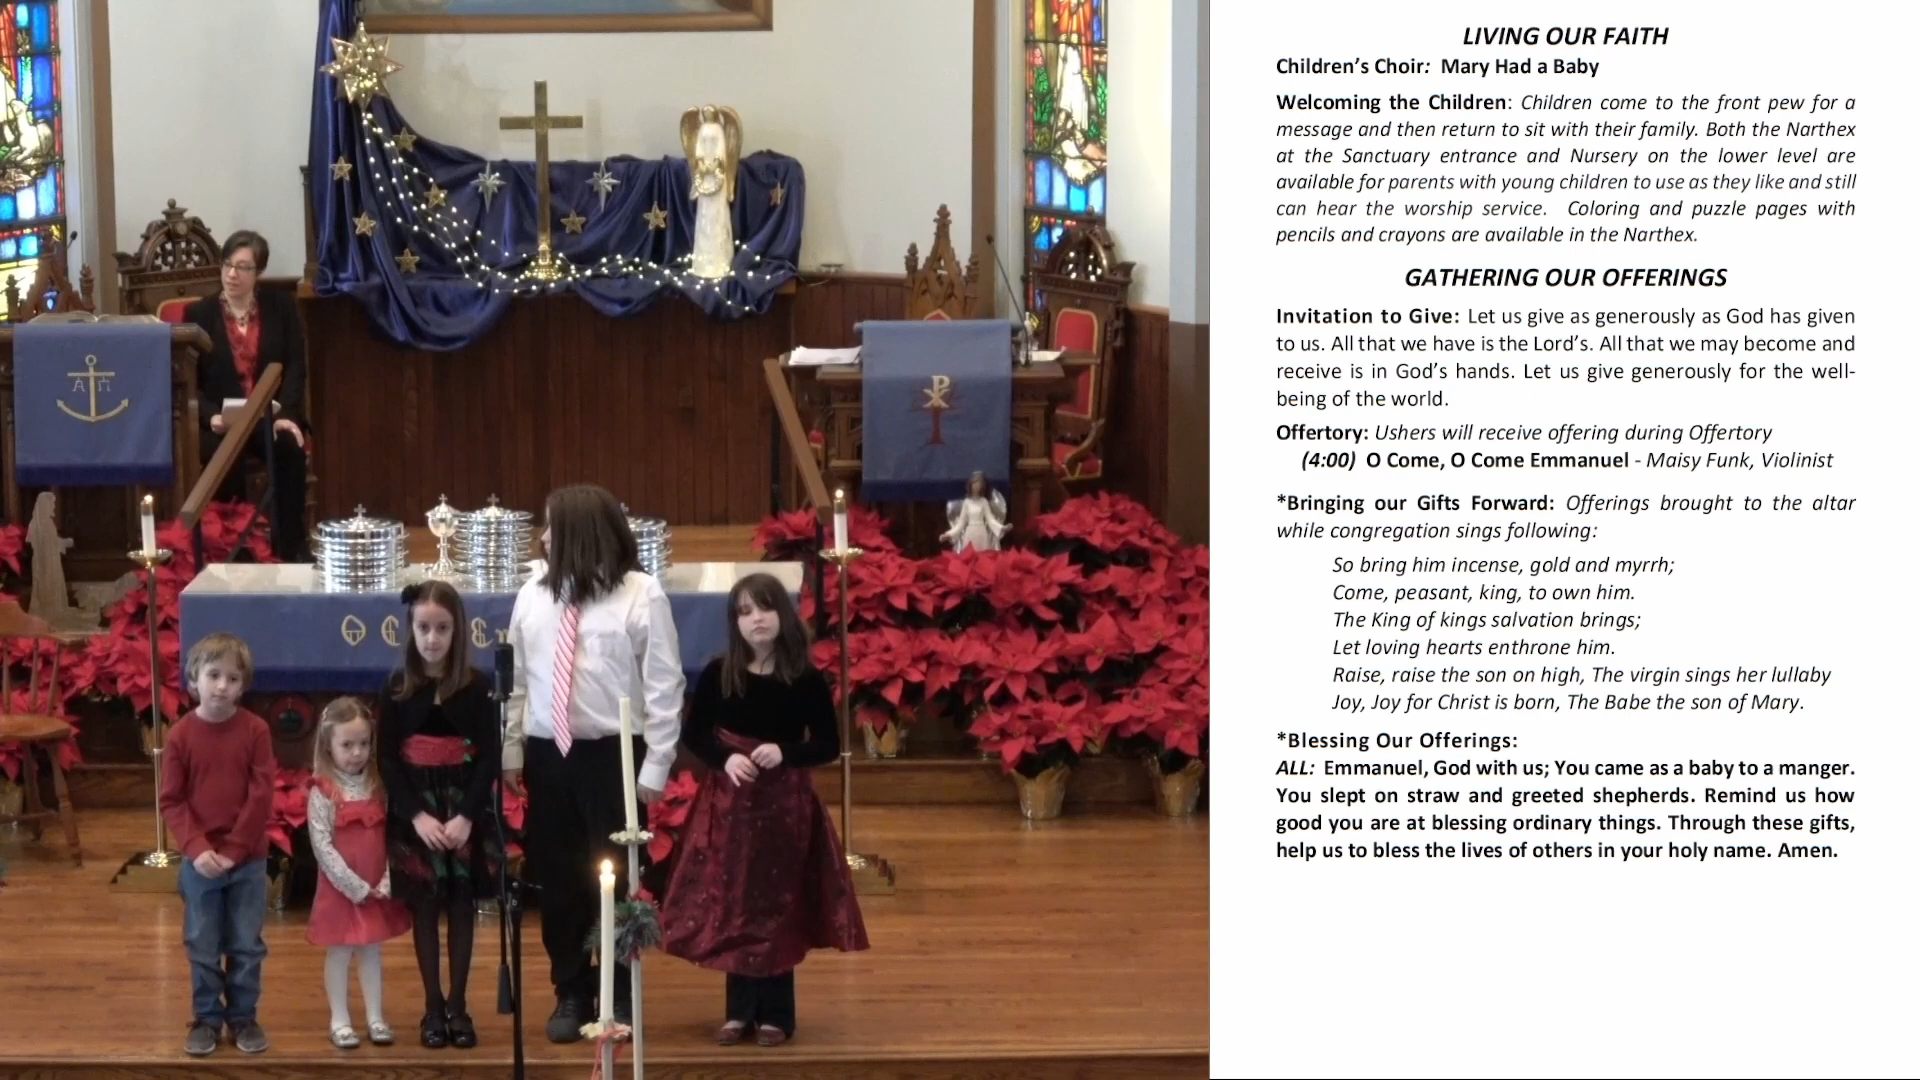 LIVING OUR FAITH
Children’s Choir: Mary Had a Baby
Welcoming the Children: Children come to the front pew for a
message and then return to sit with their family. Both the Narthex
at the Sanctuary entrance and Nursery on the lower level are
available for parents with young children to use as they like and still
can hear the worship service. Coloring and puzzle pages with
pencils and crayons are available in the Narthex.
GATHERING OUR OFFERINGS
Invitation to Give: Let us give as generously as God has given
to us. All that we have is the Lord’s. All that we may become and
receive is in God’s hands. Let us give generously for the well-
being of the world.
Offertory: Ushers will receive offering during Offertory
(4:00) O Come, O Come Emmanuel - Maisy Funk, Violinist
*Bringing our Gifts Forward: Offerings brought to the altar
while congregation sings following:
So bring him incense, gold and myrrh;
Come, peasant, king, to own him.
The King of kings salvation brings;
Let loving hearts enthrone him.
Raise, raise the son on high, The virgin sings her lullaby
Joy, Joy for Christ is born, The Babe the son of Mary.
*Blessing Our Offerings:
ALL: Emmanuel, God with us; You came as a baby to a manger.
You slept on straw and greeted shepherds. Remind us how
good you are at blessing ordinary things. Through these gifts,
help us to bless the lives of others in your holy name. Amen.